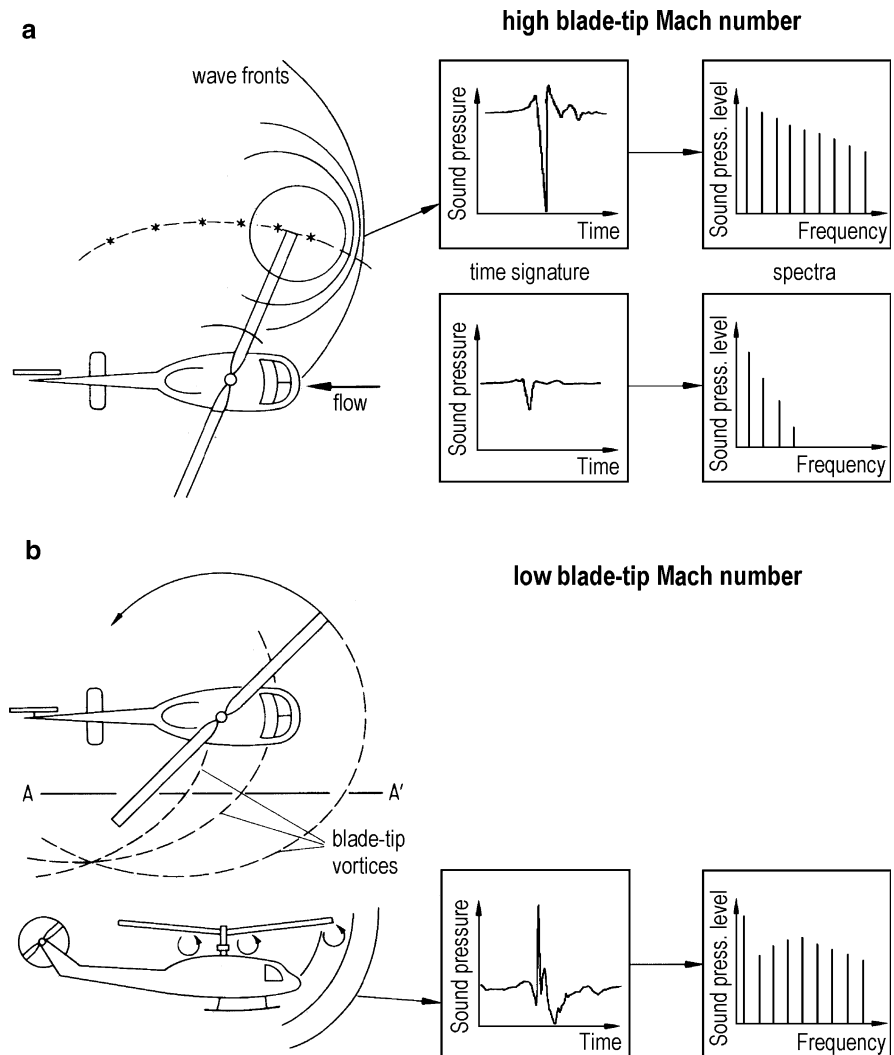 a
high blade-tip Mach number
wave fronts
Sound pressure
Time
Sound press. level
Frequency
time signature
spectra
flow
Sound pressure
Time
Sound press. level
Frequency
b
low blade-tip Mach number
A
A'
blade-tip
vortices
Sound pressure
Time
Sound press. level
Frequency